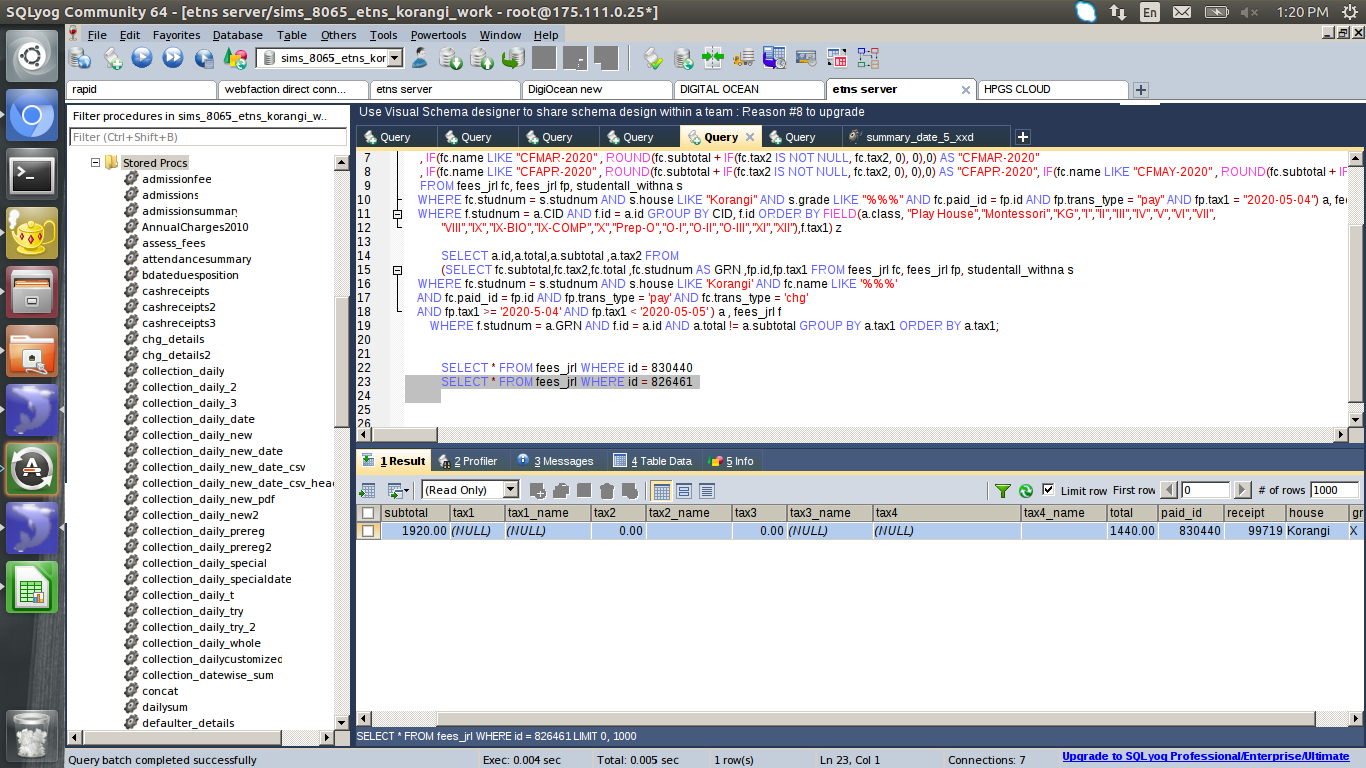 SQLyog Community 64 - [etns server/sims_8065_etns_korangi_work - root@175.111.0.25*]
En
1:20 PM
File Edit Favorites Database Table Others Tools Powertools Window Help
sims_8065_etns_kor
rapid
webfaction direct conn...
etns server
DigiOcean new
DIGITAL OCEAN
etns server
HPGS CLOUD
Filter procedures in sims_8065_etns_korangi_w..
Filter (Ctrl+Shift+B)
Stored Procs
admissionfee
admissions
admissionsummary
AnnualCharges2010
assess_fees
attendancesummary
bdateduesposition
cashreceipts
cashreceipts2
cashreceipts3
chg_details
chg_details2
collection_daily
collection_daily_2
collection_daily_3
collection_daily_date
collection_daily_new
collection_daily_new_date
collection_daily_new_date_csv
collection_daily_new_date_csv_head
collection_daily_new_pdf
collection_daily_new2
collection_daily_prereg
collection_daily_prereg2
collection_daily_special
collection_daily_specialdate
collection_daily_t
collection_daily_try
collection_daily_try_2
collection_daily_whole
collection_dailycustomized
collection_datewise_sum
concat
dailysum
defaulter_details
Use Visual Schema designer to share schema design within a team : Reason #8 to upgrade
Query Query Query Query Query Query summary_date_5_xxd
7 , IF(fc.name LIKE "CFMAR-2020" , ROUND(fc.subtotal + IF(fc.tax2 IS NOT NULL, fc.tax2, 0), 0),0) AS "CFMAR-2020"
8 , IF(fc.name LIKE "CFAPR-2020" , ROUND(fc.subtotal + IF(fc.tax2 IS NOT NULL, fc.tax2, 0), 0),0) AS "CFAPR-2020", IF(fc.name LIKE "CFMAY-2020" , ROUND(fc.subtotal + IF
9 FROM fees_jrl fc, fees_jrl fp, studentall_withna s
10 WHERE fc.studnum = s.studnum AND s.house LIKE "Korangi" AND s.grade LIKE "%%%" AND fc.paid_id = fp.id AND fp.trans_type = "pay" AND fp.tax1 = "2020-05-04") a, fee
11 WHERE f.studnum = a.CID AND f.id = a.id GROUP BY CID, f.id ORDER BY FIELD(a.class, "Play House","Montessori","KG","I","II","III","IV","V","VI","VII",
12 "VIII","IX","IX-BIO","IX-COMP","X","Prep-O","O-I","O-II","O-III","XI","XII"),f.tax1) z
13
14 SELECT a.id,a.total,a.subtotal ,a.tax2 FROM
15 (SELECT fc.subtotal,fc.tax2,fc.total ,fc.studnum AS GRN ,fp.id,fp.tax1 FROM fees_jrl fc, fees_jrl fp, studentall_withna s
16 WHERE fc.studnum = s.studnum AND s.house LIKE 'Korangi' AND fc.name LIKE '%%%'
17 AND fc.paid_id = fp.id AND fp.trans_type = 'pay' AND fc.trans_type = 'chg'
18 AND fp.tax1 >= '2020-5-04' AND fp.tax1 < '2020-05-05' ) a , fees_jrl f
19 WHERE f.studnum = a.GRN AND f.id = a.id AND a.total != a.subtotal GROUP BY a.tax1 ORDER BY a.tax1;
20
21
22 SELECT * FROM fees_jrl WHERE id = 830440
23 SELECT * FROM fees_jrl WHERE id = 826461
24
25
26
1 Result 2 Profiler 3 Messages 4 Table Data 5 Info
(Read Only) Limit row First row 0 # of rows 1000
subtotal tax1 tax1_name tax2 tax2_name tax3 tax3_name tax4 tax4_name total paid_id receipt house gr
1920.00 (NULL) (NULL) 0.00 0.00 (NULL) (NULL) 1440.00 830440 99719 Korangi X
SELECT * FROM fees_jrl WHERE id = 826461 LIMIT 0, 1000
Query batch completed successfully
Exec: 0.004 sec
Total: 0.005 sec
1 row(s)
Ln 23, Col 1
Connections: 7
Upgrade to SQLyog Professional/Enterprise/Ultimate